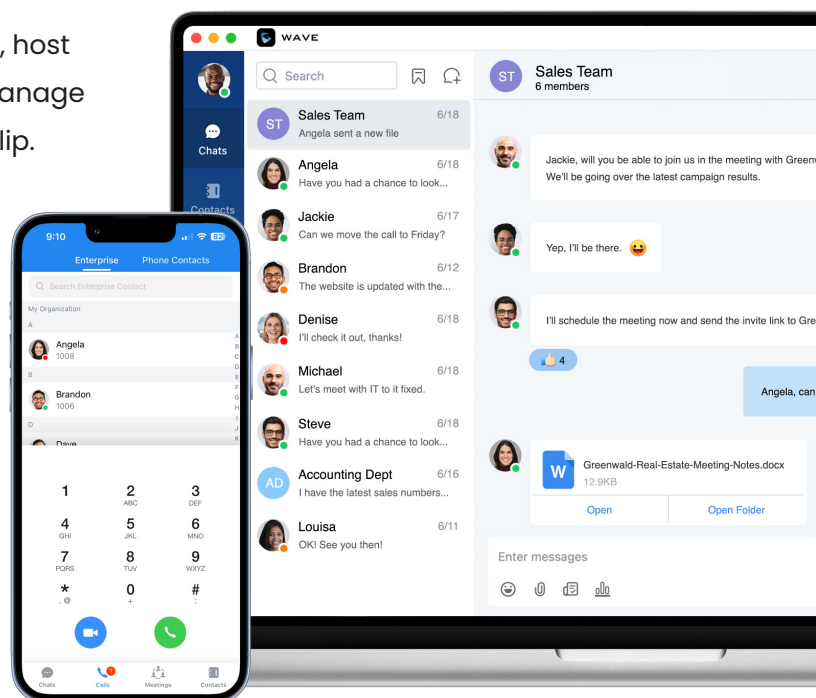 , host
anage
lip.
WAVE
Search
Chats
Contacts
ST
Sales Team
6/18
Angela sent a new file
Angela
6/18
Have you had a chance to look...
Jackie
6/17
Can we move the call to Friday?
Brandon
6/12
The website is updated with the...
Denise
6/18
I'll check it out, thanks!
Michael
6/18
Let's meet with IT to it fixed.
Steve
6/18
Have you had a chance to look...
AD
Accounting Dept
6/16
I have the latest sales numbers...
Louisa
6/11
OK! See you then!
ST
Sales Team
6 members
Jackie, will you be able to join us in the meeting with Greenw
We'll be going over the latest campaign results.
Yep, I'll be there. 😀
I'll schedule the meeting now and send the invite link to Gre
👍🏻 4
Angela, can
W
Greenwald-Real-Estate-Meeting-Notes.docx
12.9KB
Open
Open Folder
Enter messages
9:10
82
Enterprise
Phone Contacts
Search Enterprise Contact
My Organization
A
Angela
1008
B
Brandon
1006
D
Dave
A
B
C
D
E
F
G
H
I
J
K
1
2
ABC
3
DEF
4
GHI
5
JKL
6
MNO
7
PQRS
8
TUV
9
WXYZ
*
. @
0
+
#
:
1
Chats
Calls
Meetings
Contacts